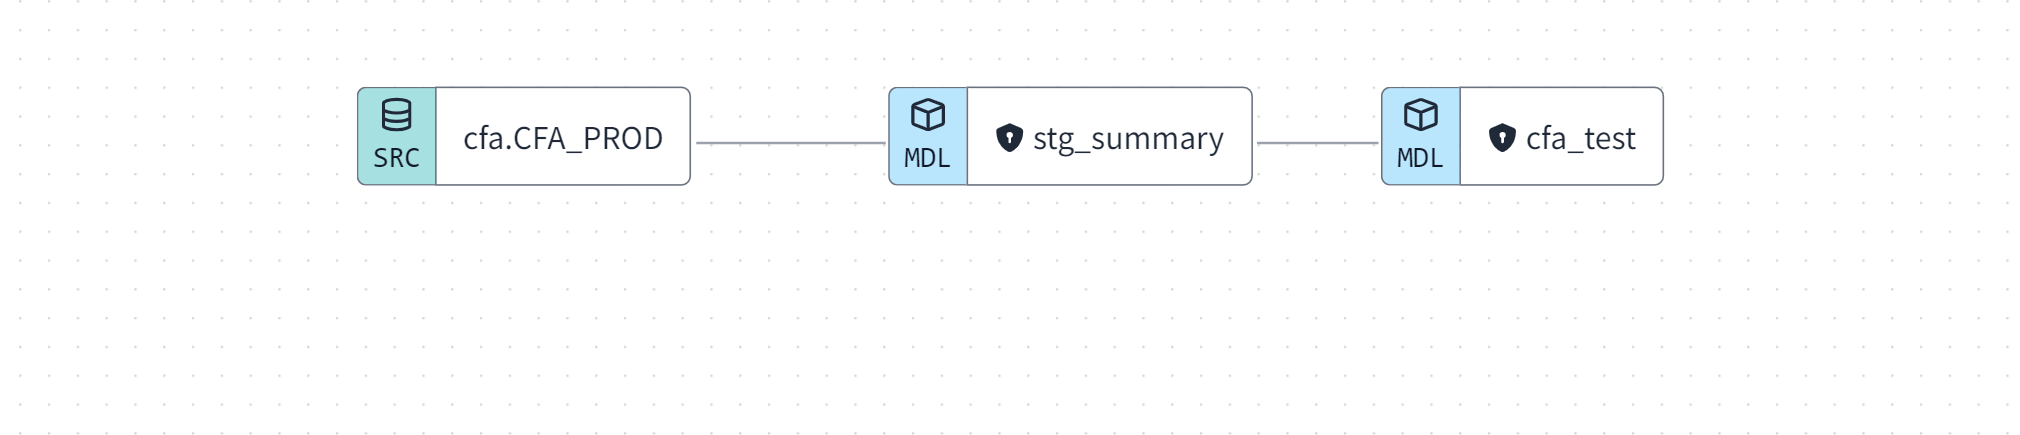 SRC
cfa.CFA_PROD
MDL
stg_summary
MDL
cfa_test